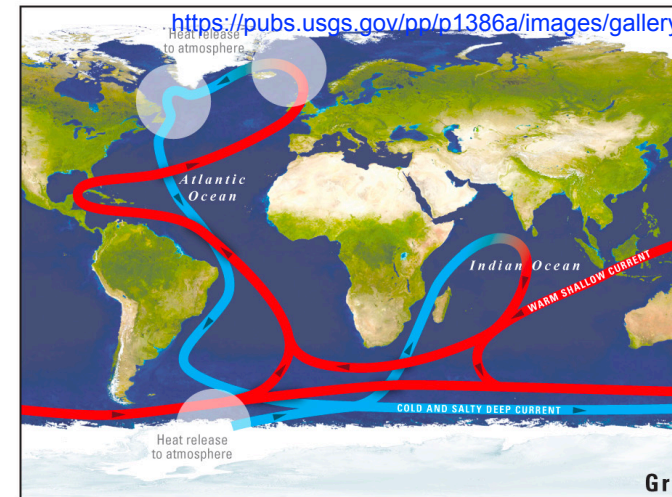 https://pubs.usgs.gov/pp/p1386a/images/gallery
Heat release
to atmosphere
Atlantic
Ocean
Indian Ocean
WARM SHALLOW CURRENT
COLD AND SALTY DEEP CURRENT
Heat release
to atmosphere
Gr